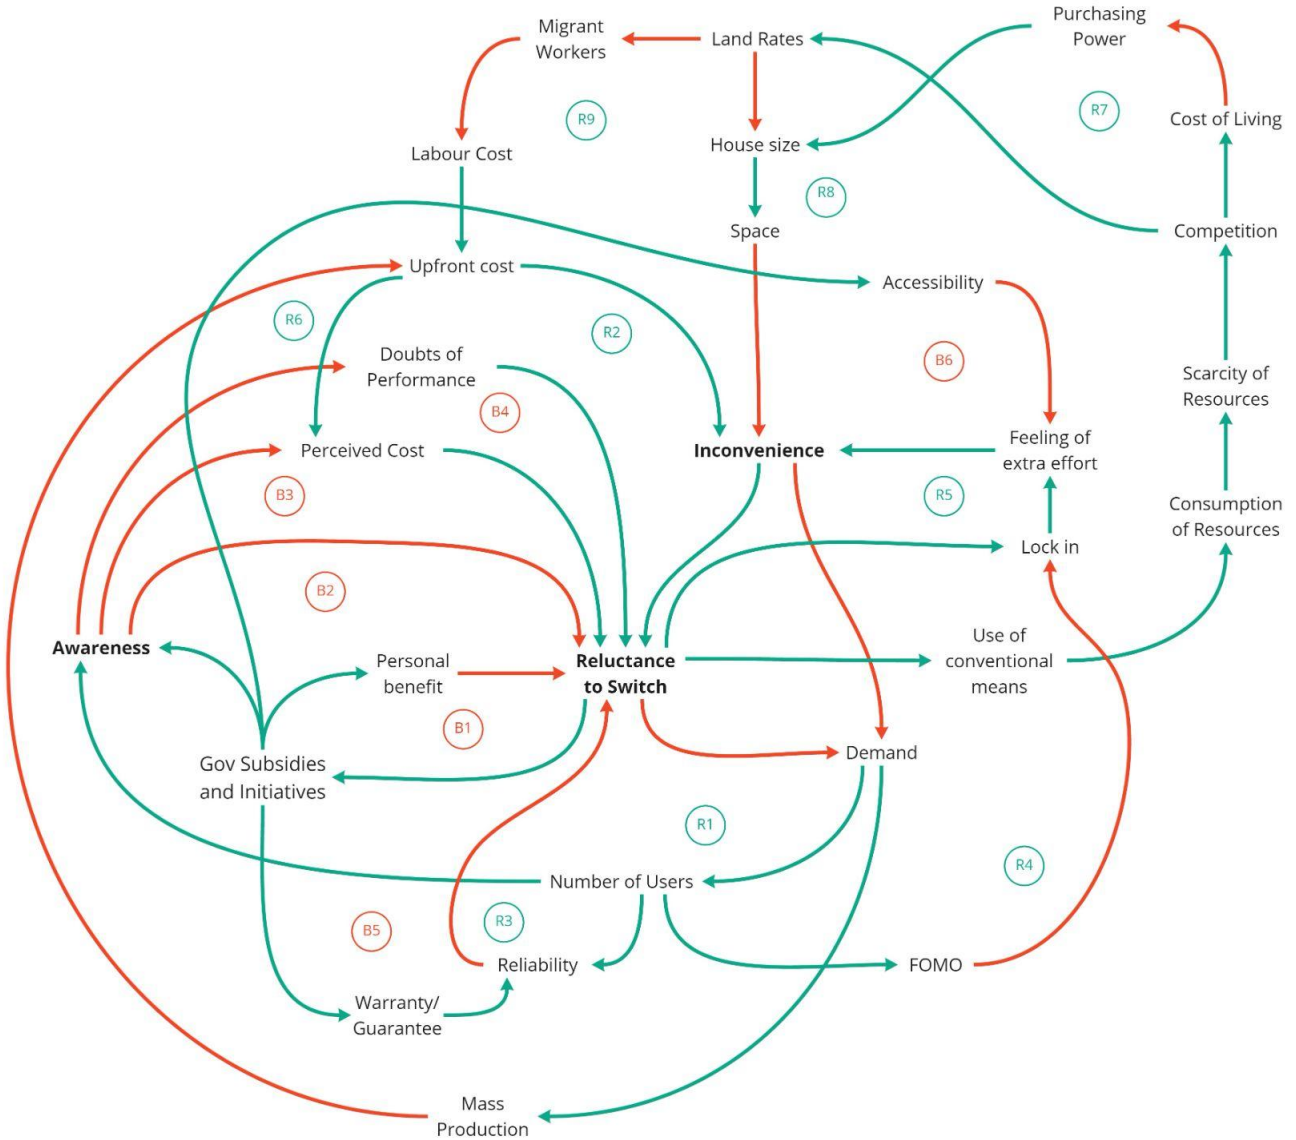 Migrant
Workers
Land Rates
Purchasing
Power
R9
R7
Cost of Living
Labour Cost
House size
R8
Space
Competition
Upfront cost
Accessibility
R6
R2
Doubts of
Performance
B6
Scarcity of
Resources
B4
Perceived Cost
Inconvenience
Feeling of
extra effort
B3
R5
Consumption
of Resources
Lock in
B2
Awareness
Personal
benefit
Reluctance
to Switch
Use of
conventional
means
B1
Gov Subsidies
and Initiatives
Demand
R1
R4
Number of Users
B5
R3
Reliability
FOMO
Warranty/
Guarantee
Mass
Production